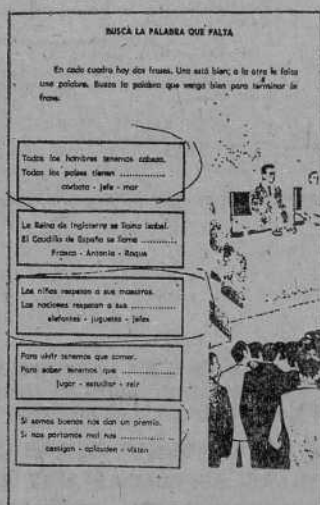 BUSCA LA PALABRA QUE FALTA
En cada cuadro hay dos frases. Una está bien; a la otra le falta
una palabra. Busca la palabra que venga bien para terminar la
frase.
Todos los hombres tenemos cabeza.
Todos los países tienen ..............
corbata - jefe - mar
La Reina de Inglaterra se llama Isabel.
El Caudillo de España se llama ............
Franco - Antonio - Roque
Los niños respetan a sus maestros.
Las naciones respetan a sus ................
elefantes - juguetes - jefes
Para vivir tenemos que comer.
Para saber tenemos que ................
jugar - estudiar - reír
Si somos buenos nos dan un premio.
Si nos portamos mal nos ................
castigan - aplauden - visten